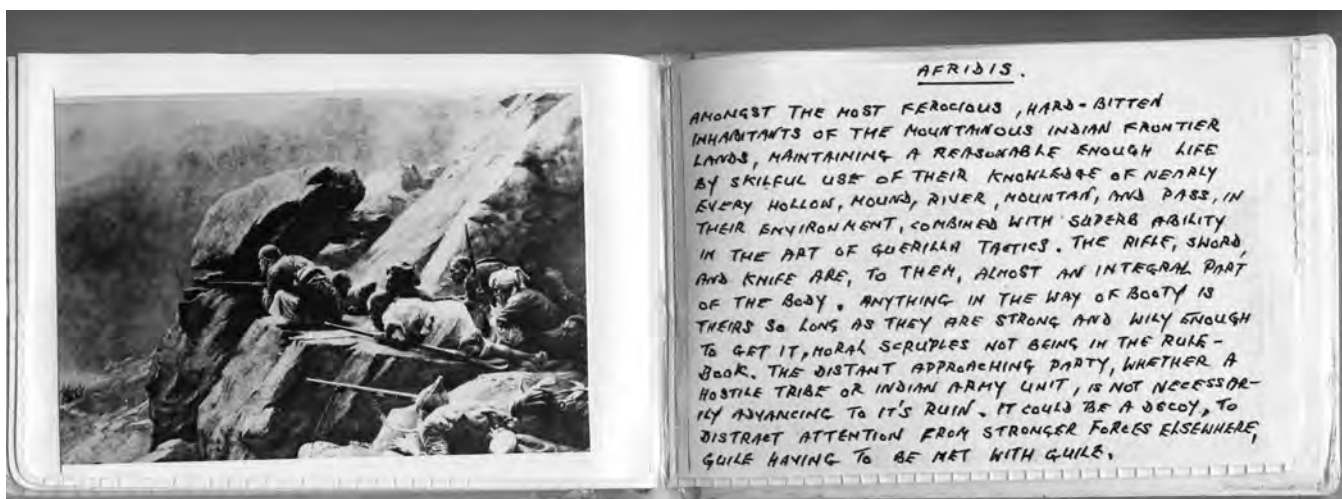 AFRIDIS.
AMONGST THE MOST FEROCIOUS, HARD-BITTEN
INHABITANTS OF THE MOUNTAINOUS INDIAN FRONTIER
LANDS, MAINTAINING A REASONABLE ENOUGH LIFE
BY SKILFUL USE OF THEIR KNOWLEDGE OF NEARLY
EVERY HOLLOW, MOUND, RIVER, MOUNTAN, AND PASS, IN
THEIR ENVIRONMENT, COMBINED WITH SUPERB ABILITY
IN THE ART OF GUERILLA TACTICS. THE RIFLE, SWORD,
AND KNIFE ARE, TO THEM, ALMOST AN INTEGRAL PART
OF THE BODY. ANYTHING IN THE WAY OF BOOTY IS
THEIRS SO LONG AS THEY ARE STRONG AND WILY ENOUGH
TO GET IT, MORAL SCRUPLES NOT BEING IN THE RULE-
BOOK. THE DISTANT APPROACHING PARTY, WHETHER A
HOSTILE TRIBE OR INDIAN ARMY UNIT, IS NOT NECESSAR-
ILY ADVANCING TO IT'S RUIN. IT COULD BE A DECOY, TO
DISTRACT ATTENTION FROM STRONGER FORCES ELSEWHERE,
GUILE HAVING TO BE MET WITH GUILE.